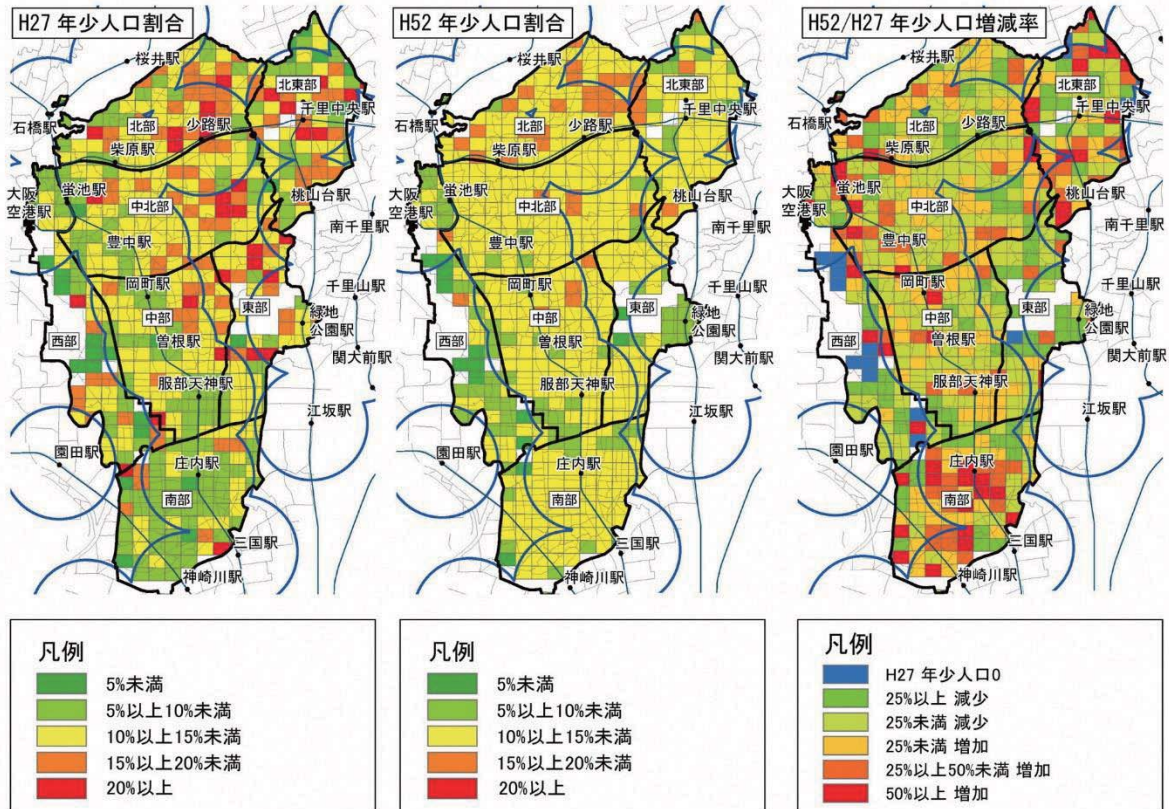 H27 年少人口割合
桜井駅
北東部
千里中央駅
石橋駅
北部
少路駅
柴原駅
大阪
空港駅
蛍池駅
中北部
桃山台駅
南千里駅
豊中駅
岡町駅
千里山駅
東部
緑地
公園駅
中部
西部
曽根駅
関大前駅
服部天神駅
江坂駅
園田駅
庄内駅
南部
三国駅
神崎川駅
凡例
5%未満
5%以上10%未満
10%以上15%未満
15%以上20%未満
20%以上
H52 年少人口割合
桜井駅
北東部
千里中央駅
石橋駅
北部
少路駅
柴原駅
大阪
空港駅
蛍池駅
中北部
桃山台駅
南千里駅
豊中駅
岡町駅
千里山駅
東部
緑地
公園駅
中部
西部
曽根駅
関大前駅
服部天神駅
江坂駅
園田駅
庄内駅
南部
三国駅
神崎川駅
凡例
5%未満
5%以上10%未満
10%以上15%未満
15%以上20%未満
20%以上
H52/H27 年少人口増減率
桜井駅
北東部
千里中央駅
石橋駅
北部
少路駅
柴原駅
大阪
空港駅
蛍池駅
中北部
桃山台駅
南千里駅
豊中駅
岡町駅
千里山駅
東部
緑地
公園駅
中部
西部
曽根駅
関大前駅
服部天神駅
江坂駅
園田駅
庄内駅
南部
三国駅
神崎川駅
凡例
H27 年少人口0
25%以上 減少
25%未満 減少
25%未満 増加
25%以上50%未満 増加
50%以上 増加